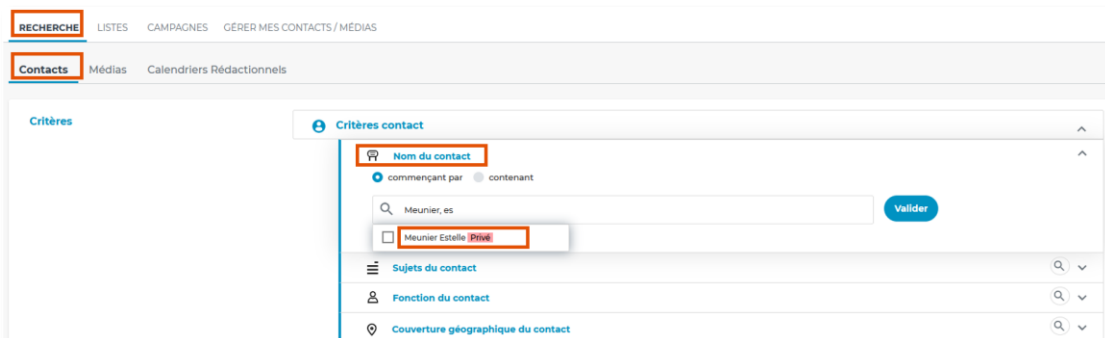 RECHERCHE LISTES CAMPAGNES GÉRER MES CONTACTS / MÉDIAS
Contacts Médias Calendriers Rédactionnels
Critères
Critères contact
Nom du contact
commençant par contenant
Meunier, es
Valider
Meunier Estelle Privé
Sujets du contact
Fonction du contact
Couverture géographique du contact